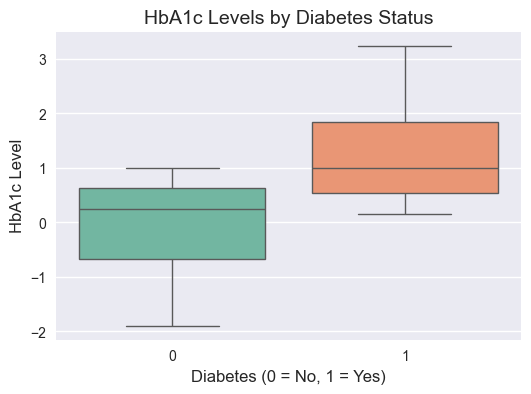 HbA1c Levels by Diabetes Status
HbA1c Level
3
2
1
0
−1
−2
0 1
Diabetes (0 = No, 1 = Yes)